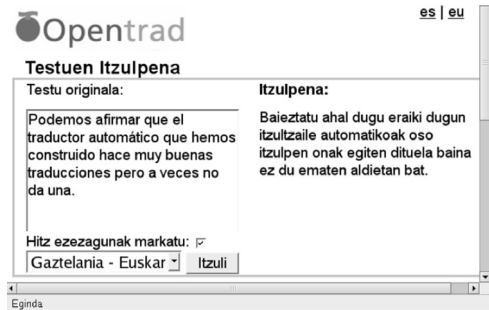 es | eu
Opentrad
Testuen Itzulpena
Testu originala:
Podemos afirmar que el
traductor automático que hemos
construido hace muy buenas
traducciones pero a veces no
da una.
Hitz ezezagunak markatu:
Gaztelania - Euskar
Itzuli
Itzulpena:
Baieztatu ahal dugu eraiki dugun
itzultzaile automatikoak oso
itzulpen onak egiten dituela baina
ez du ematen aldietan bat.
Eginda